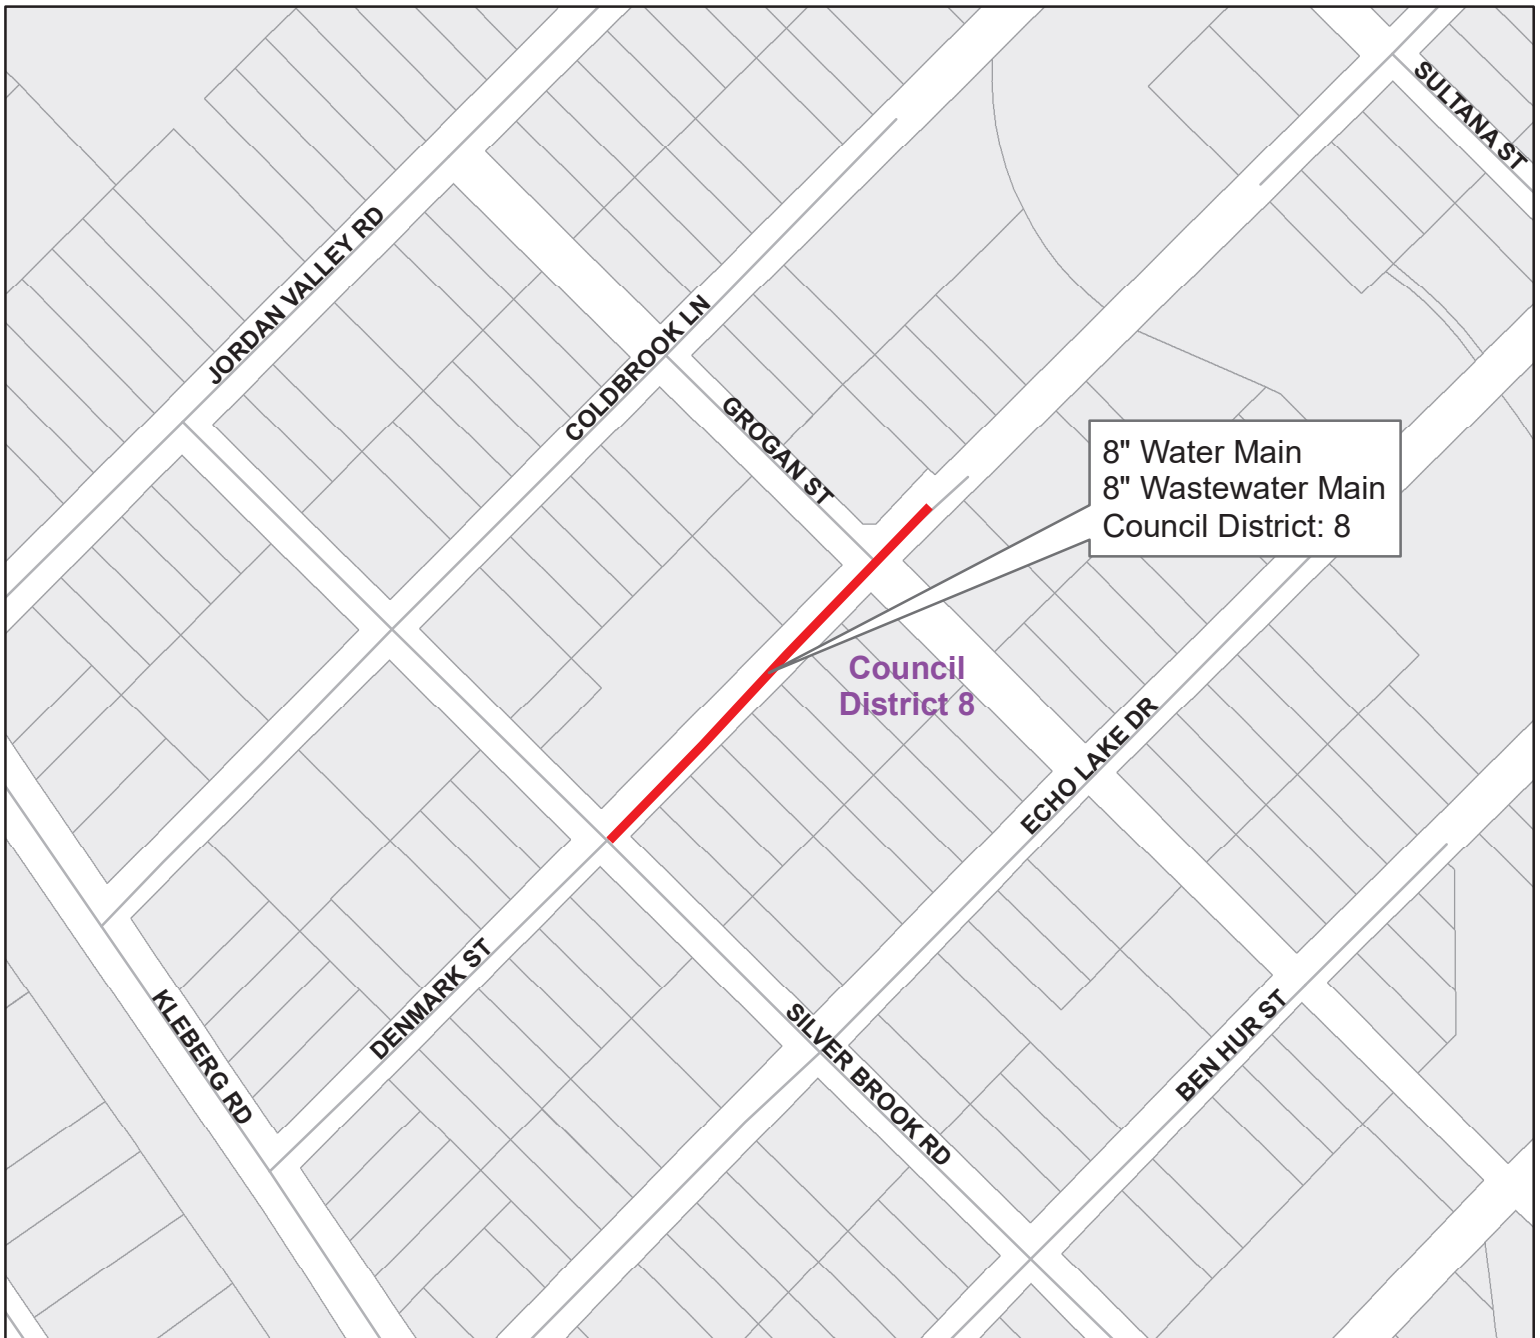 SULTANA ST
JORDAN VALLEY RD
COLDBROOK LN
GROGAN ST
8" Water Main
8" Wastewater Main
Council District: 8
Council
District 8
ECHO LAKE DR
DENMARK ST
KLEBERG RD
SILVER BROOK RD
BEN HUR ST